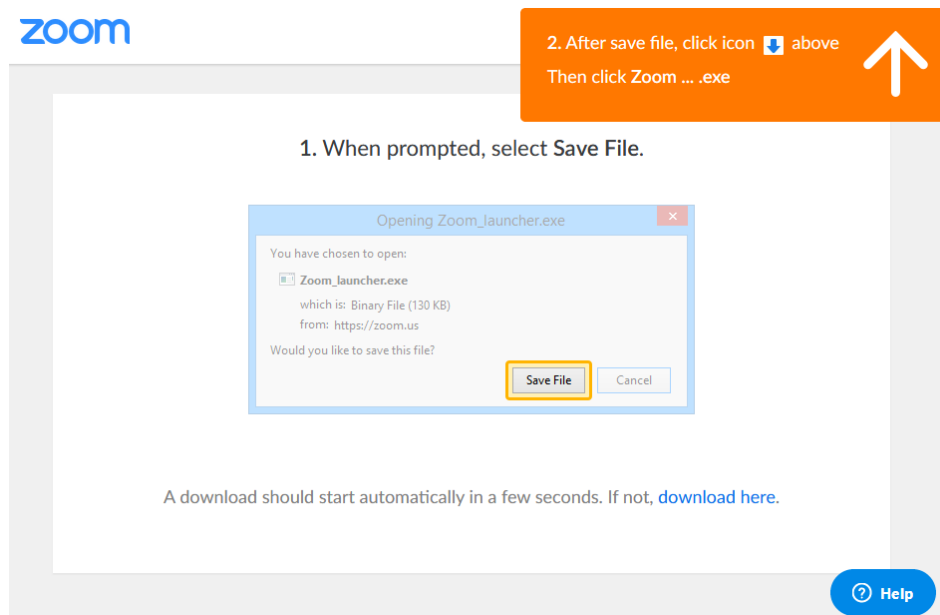 zoom
2. After save file, click icon above
Then click Zoom ... .exe
1. When prompted, select Save File.
Opening Zoom_launcher.exe
You have chosen to open:
Zoom_launcher.exe
which is: Binary File (130 KB)
from: https://zoom.us
Would you like to save this file?
Save File Cancel
A download should start automatically in a few seconds. If not, download here.
? Help